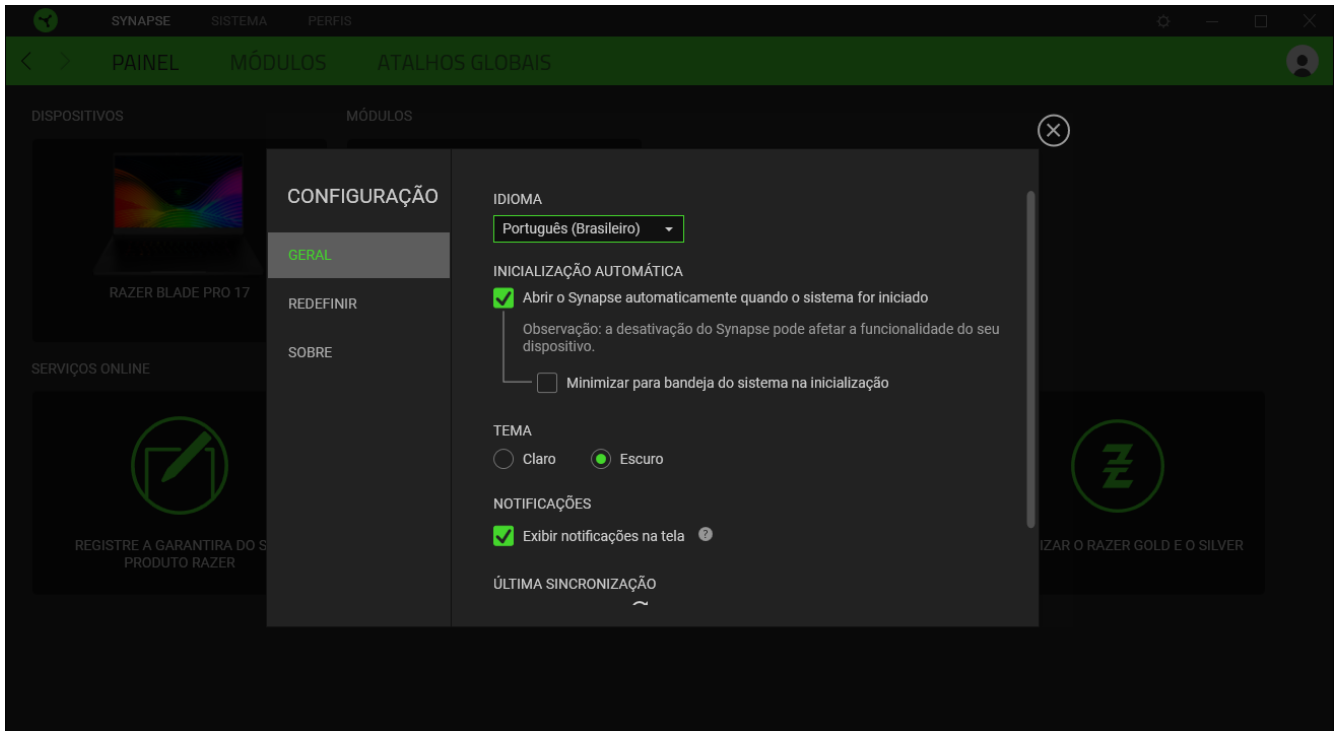 SYNAPSE SISTEMA PERFIS
PAINEL MÓDULOS ATALHOS GLOBAIS
DISPOSITIVOS MÓDULOS
RAZER BLADE PRO 17
SERVIÇOS ONLINE
REGISTRE A GARANTIRA DO S
PRODUTO RAZER
IZAR O RAZER GOLD E O SILVER
CONFIGURAÇÃO
GERAL
REDEFINIR
SOBRE
IDIOMA
Português (Brasileiro)
INICIALIZAÇÃO AUTOMÁTICA
Abrir o Synapse automaticamente quando o sistema for iniciado
Observação: a desativação do Synapse pode afetar a funcionalidade do seu
dispositivo.
Minimizar para bandeja do sistema na inicialização
TEMA
Claro Escuro
NOTIFICAÇÕES
Exibir notificações na tela ?
ÚLTIMA SINCRONIZAÇÃO